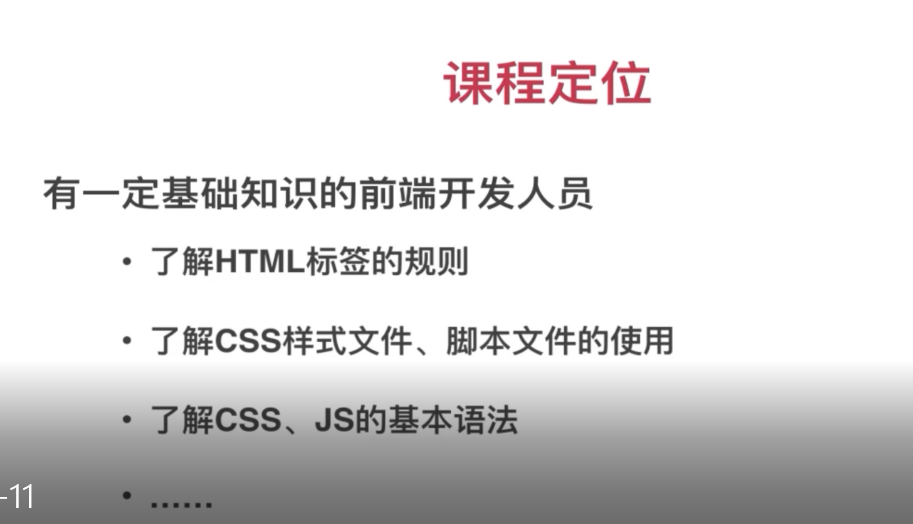 课程定位
有一定基础知识的前端开发人员
• 了解HTML标签的规则
• 了解CSS样式文件、脚本文件的使用
• 了解CSS、JS的基本语法
• ......
-11